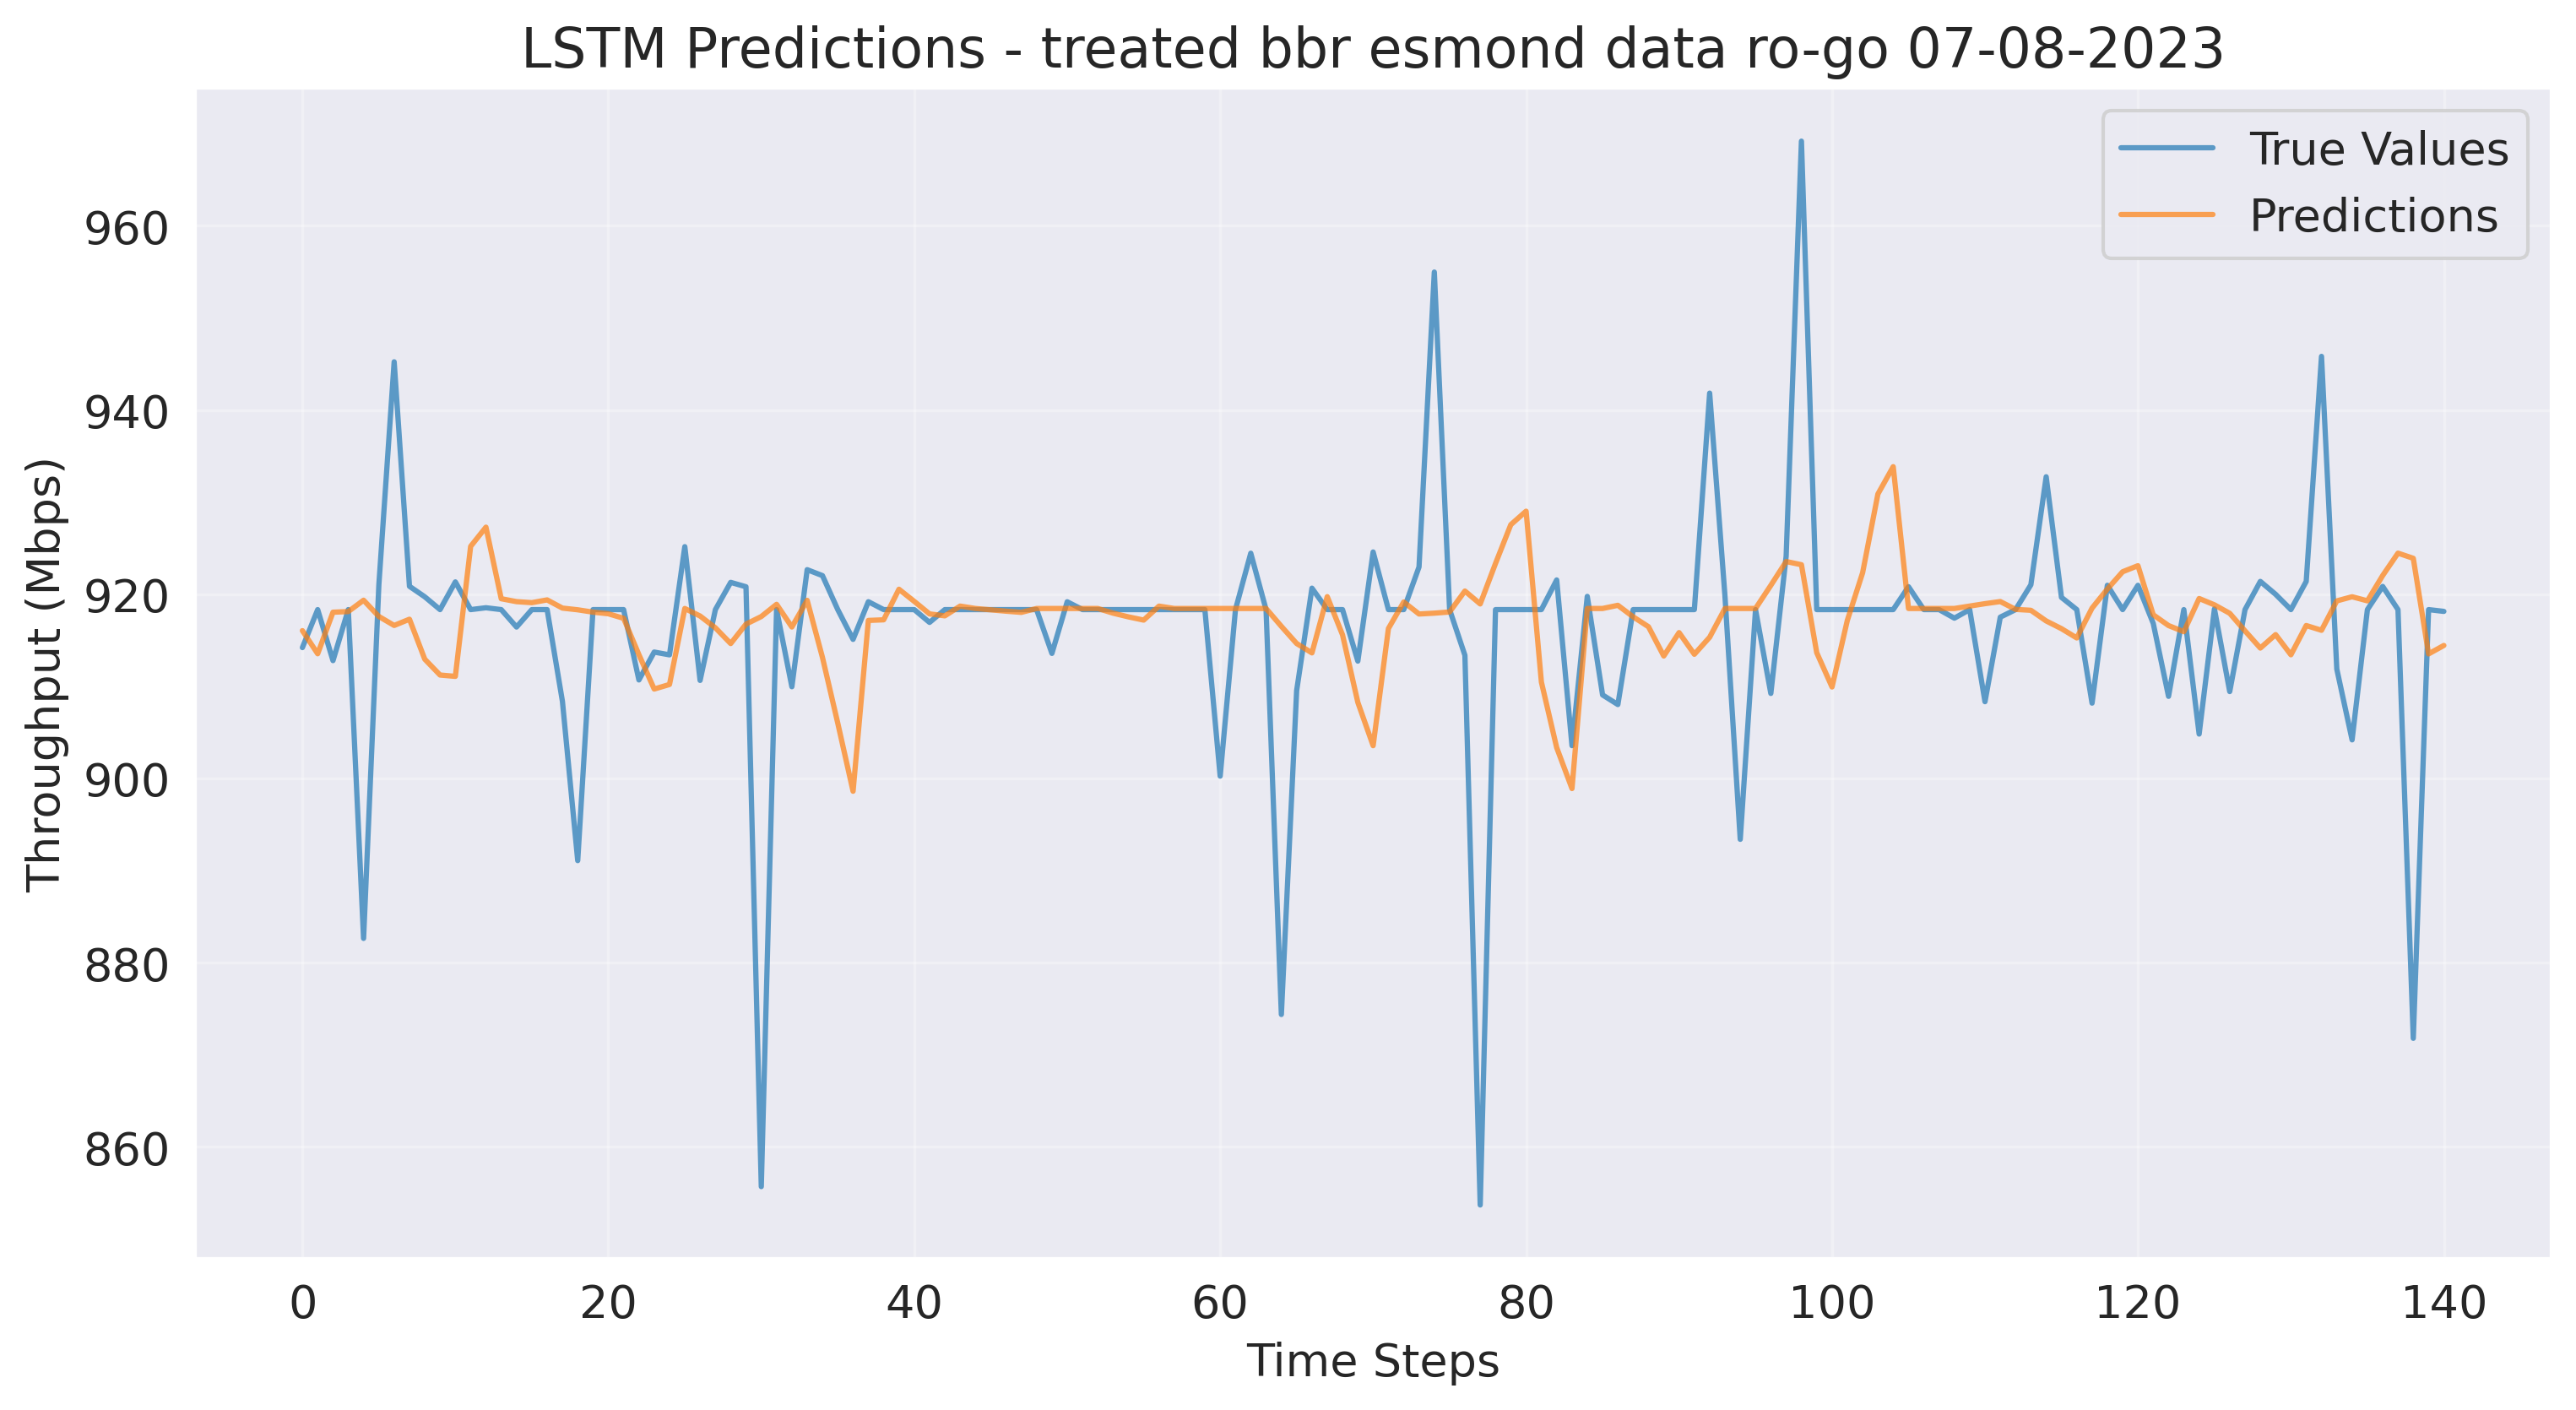 LSTM Predictions - treated bbr esmond data ro-go 07-08-2023
True Values
Predictions
Throughput (Mbps)
960
940
920
900
880
860
0 20 40 60 80 100 120 140
Time Steps